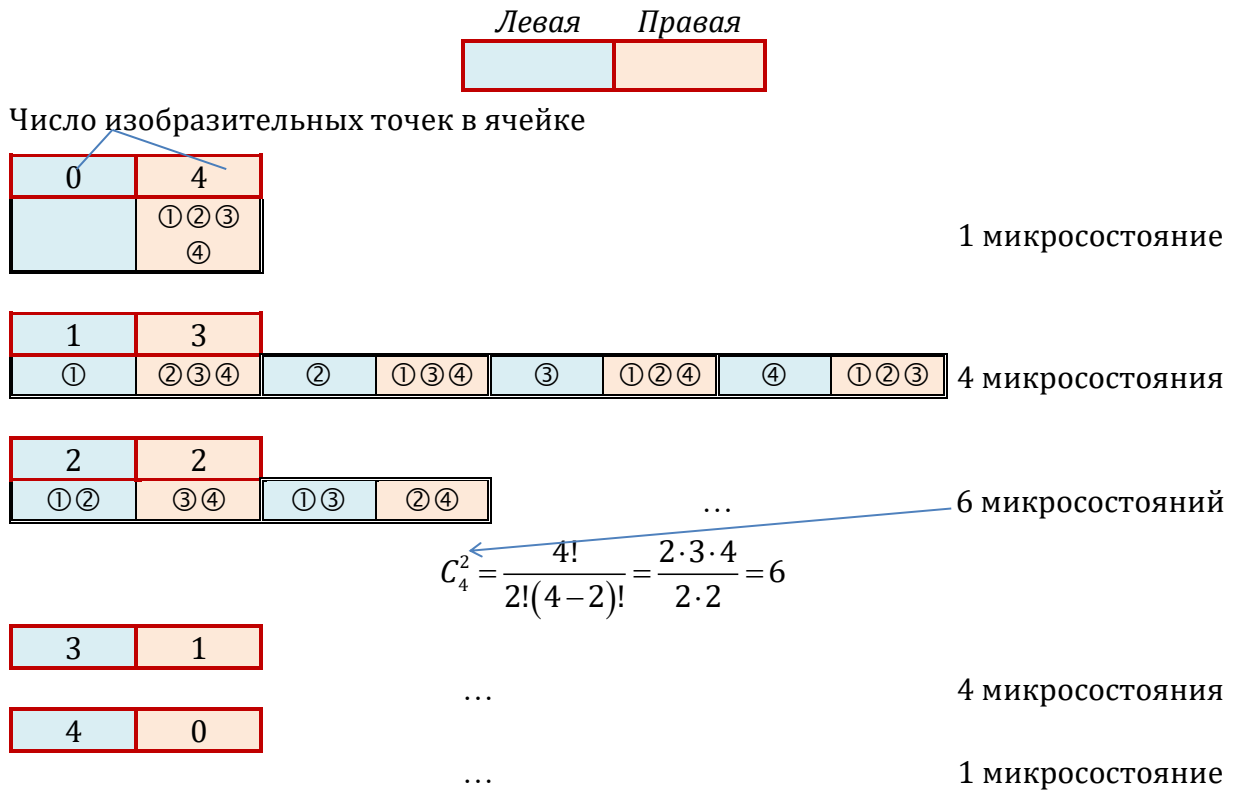 Левая Правая
Число изобразительных точек в ячейке
0 4
①②③
④
1 микросостояние
1 3
① ②③④ ② ①③④ ③ ①②④ ④ ①②③ 4 микросостояния
2 2
①② ③④ ①③ ②④ … 6 микросостояний
C₄² = 4! / 2!(4−2)! = 2·3·4 / 2·2 = 6
3 1
… 4 микросостояния
4 0
… 1 микросостояние